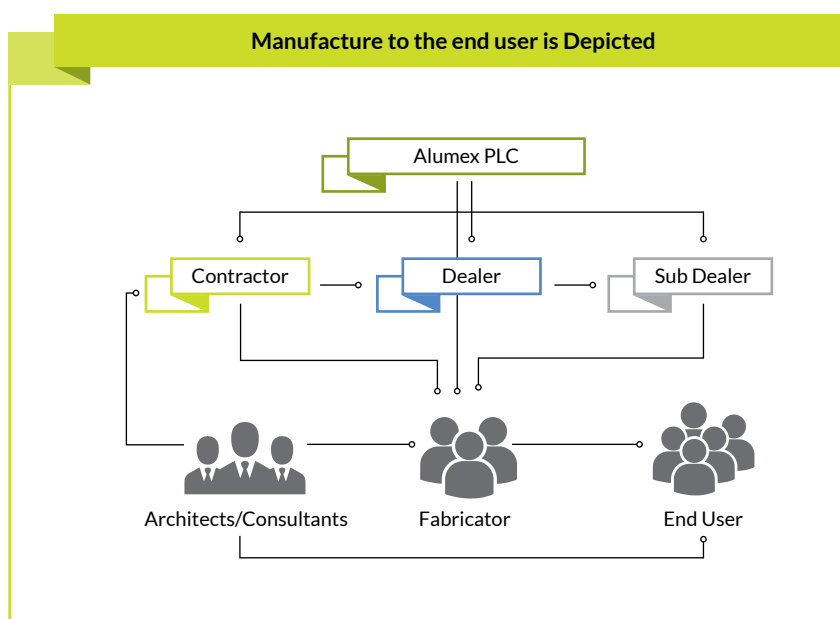 Manufacture to the end user is Depicted
Alumex PLC
Contractor
Dealer
Sub Dealer
Architects/Consultants
Fabricator
End User